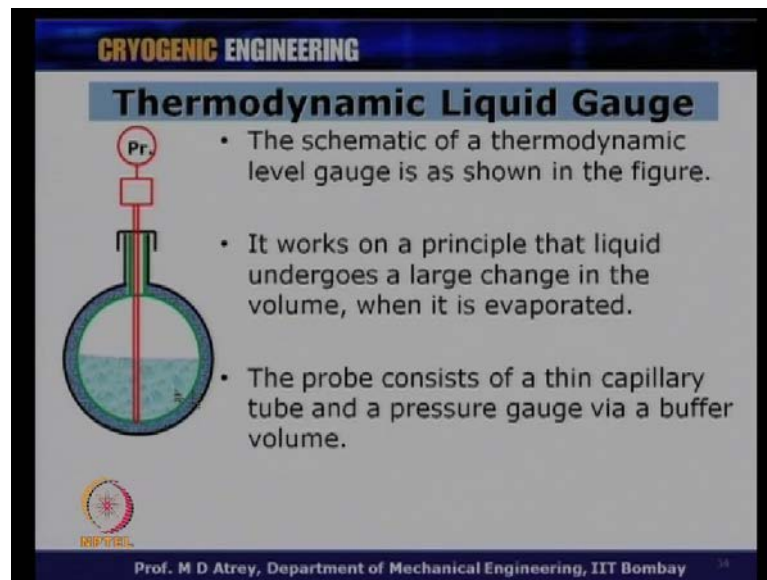 CRYOGENIC ENGINEERING
Thermodynamic Liquid Gauge
Pr.
• The schematic of a thermodynamic
level gauge is as shown in the figure.
• It works on a principle that liquid
undergoes a large change in the
volume, when it is evaporated.
• The probe consists of a thin capillary
tube and a pressure gauge via a buffer
volume.
NPTEL
Prof. M D Atrey, Department of Mechanical Engineering, IIT Bombay